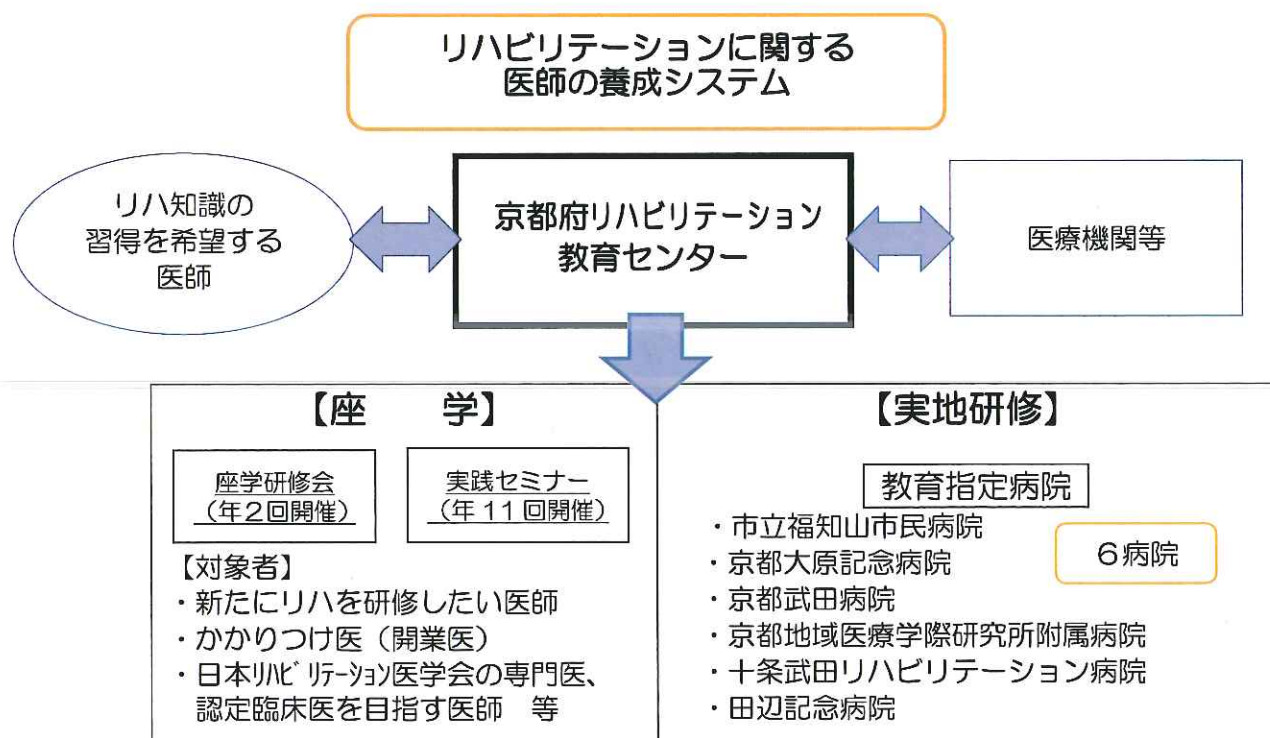 リハビリテーションに関する
医師の養成システム
リハ知識の
習得を希望する
医師
京都府リハビリテーション
教育センター
医療機関等
【座　　学】
座学研修会
（年２回開催）
実践セミナー
（年 11 回開催）
【対象者】
・新たにリハを研修したい医師
・かかりつけ医（開業医）
・日本ﾘﾊﾋﾞﾘﾃｰｼｮﾝ医学会の専門医、
認定臨床医を目指す医師　等
【実地研修】
教育指定病院
６病院
・市立福知山市民病院
・京都大原記念病院
・京都武田病院
・京都地域医療学際研究所附属病院
・十条武田リハビリテーション病院
・田辺記念病院